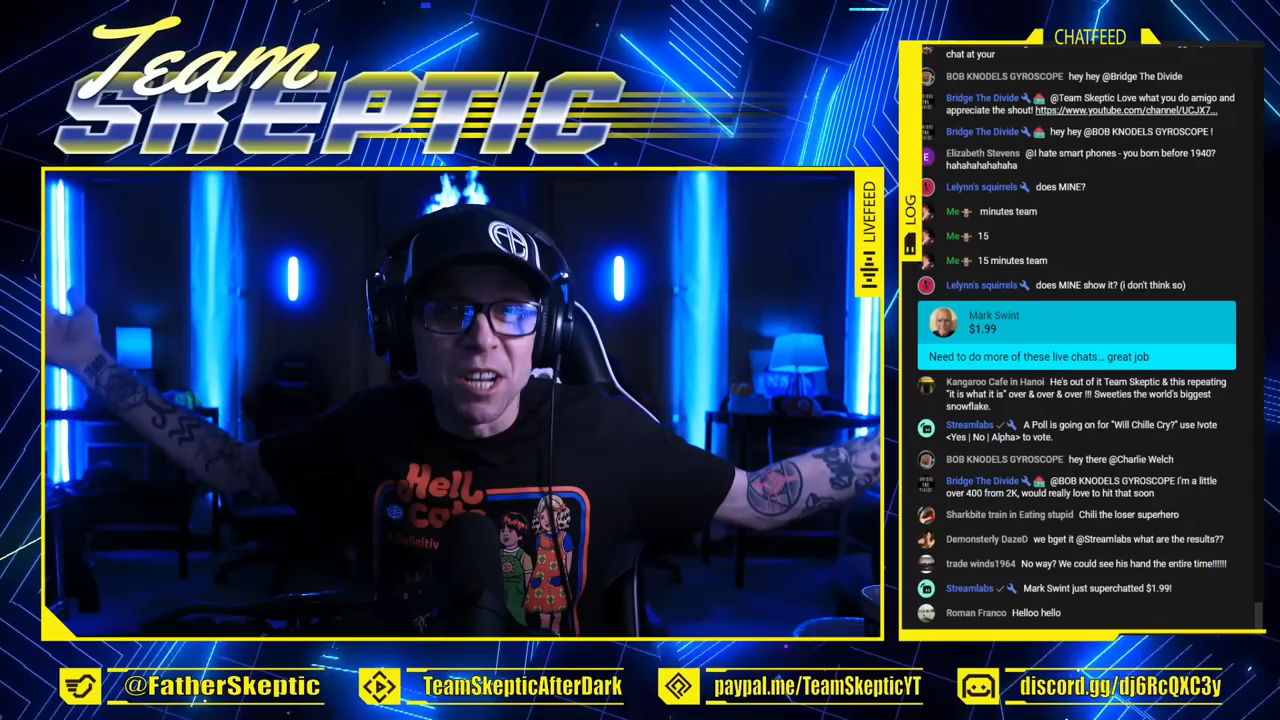 Team
SKEPTIC
LIVEFEED
Hell
cats
A Definitiv
CHATFEED
LOG
chat at your
BOB KNODELS GYROSCOPE hey hey @Bridge The Divide
Bridge The Divide @Team Skeptic Love what you do amigo and
appreciate the shout! https://www.youtube.com/channel/UCJX7...
Bridge The Divide hey hey @BOB KNODELS GYROSCOPE !
Elizabeth Stevens @I hate smart phones - you born before 1940?
hahahahahahaha
Lelynn's squirrels does MINE?
Me minutes team
Me 15
Me 15 minutes team
Lelynn's squirrels does MINE show it? (i don't think so)
Mark Swint
$1.99
Need to do more of these live chats... great job
Kangaroo Cafe in Hanoi He's out of it Team Skeptic & this repeating
"it is what it is" over & over & over !!! Sweeties the world's biggest
snowflake.
Streamlabs A Poll is going on for "Will Chille Cry?" use !vote
<Yes | No | Alpha> to vote.
BOB KNODELS GYROSCOPE hey there @Charlie Welch
Bridge The Divide @BOB KNODELS GYROSCOPE I'm a little
over 400 from 2K, would really love to hit that soon
Sharkbite train in Eating stupid Chili the loser superhero
Demonsterly DazeD we bget it @Streamlabs what are the results??
trade winds1964 No way? We could see his hand the entire time!!!!!!
Streamlabs Mark Swint just superchatted $1.99!
Roman Franco Helloo hello
@FatherSkeptic
TeamSkepticAfterDark
paypal.me/TeamSkepticYT
discord.gg/dj6RcQXC3y